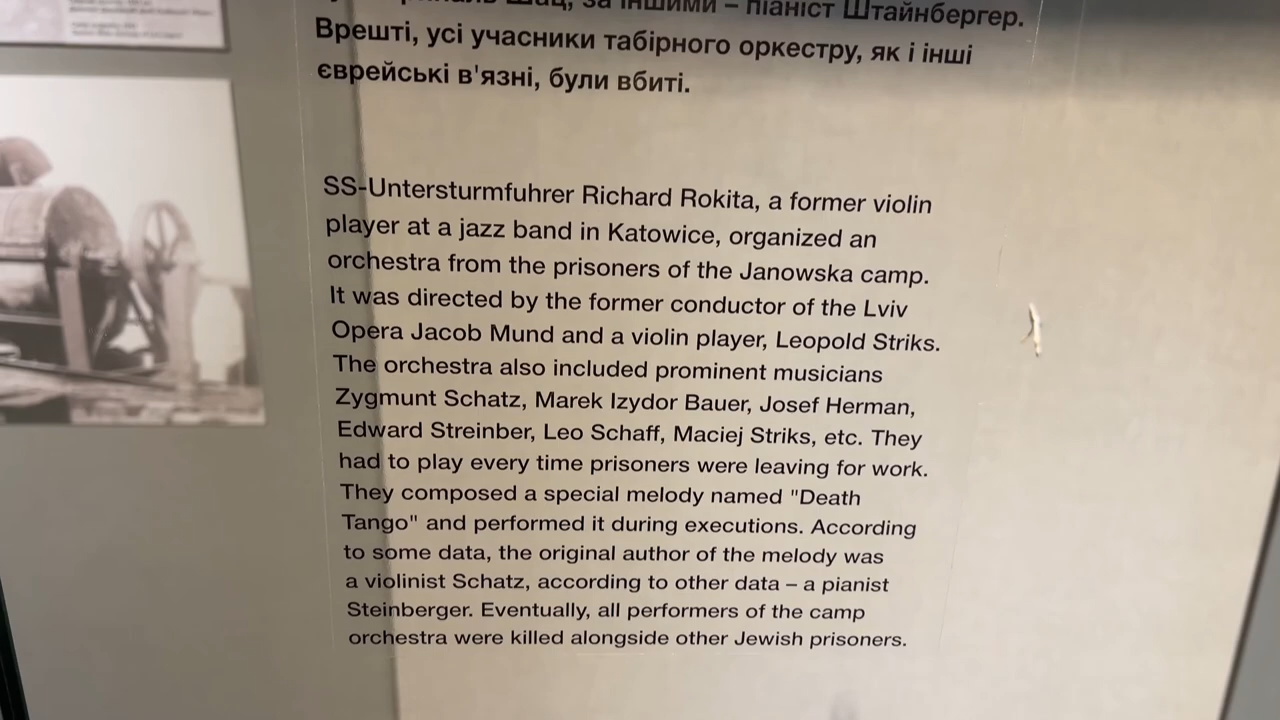 Шац, за іншими – піаніст Штайнбергер.
Врешті, усі учасники табірного оркестру, як і інші
єврейські в'язні, були вбиті.
SS-Untersturmfuhrer Richard Rokita, a former violin
player at a jazz band in Katowice, organized an
orchestra from the prisoners of the Janowska camp.
It was directed by the former conductor of the Lviv
Opera Jacob Mund and a violin player, Leopold Striks.
The orchestra also included prominent musicians
Zygmunt Schatz, Marek Izydor Bauer, Josef Herman,
Edward Streinber, Leo Schaff, Maciej Striks, etc. They
had to play every time prisoners were leaving for work.
They composed a special melody named "Death
Tango" and performed it during executions. According
to some data, the original author of the melody was
a violinist Schatz, according to other data – a pianist
Steinberger. Eventually, all performers of the camp
orchestra were killed alongside other Jewish prisoners.